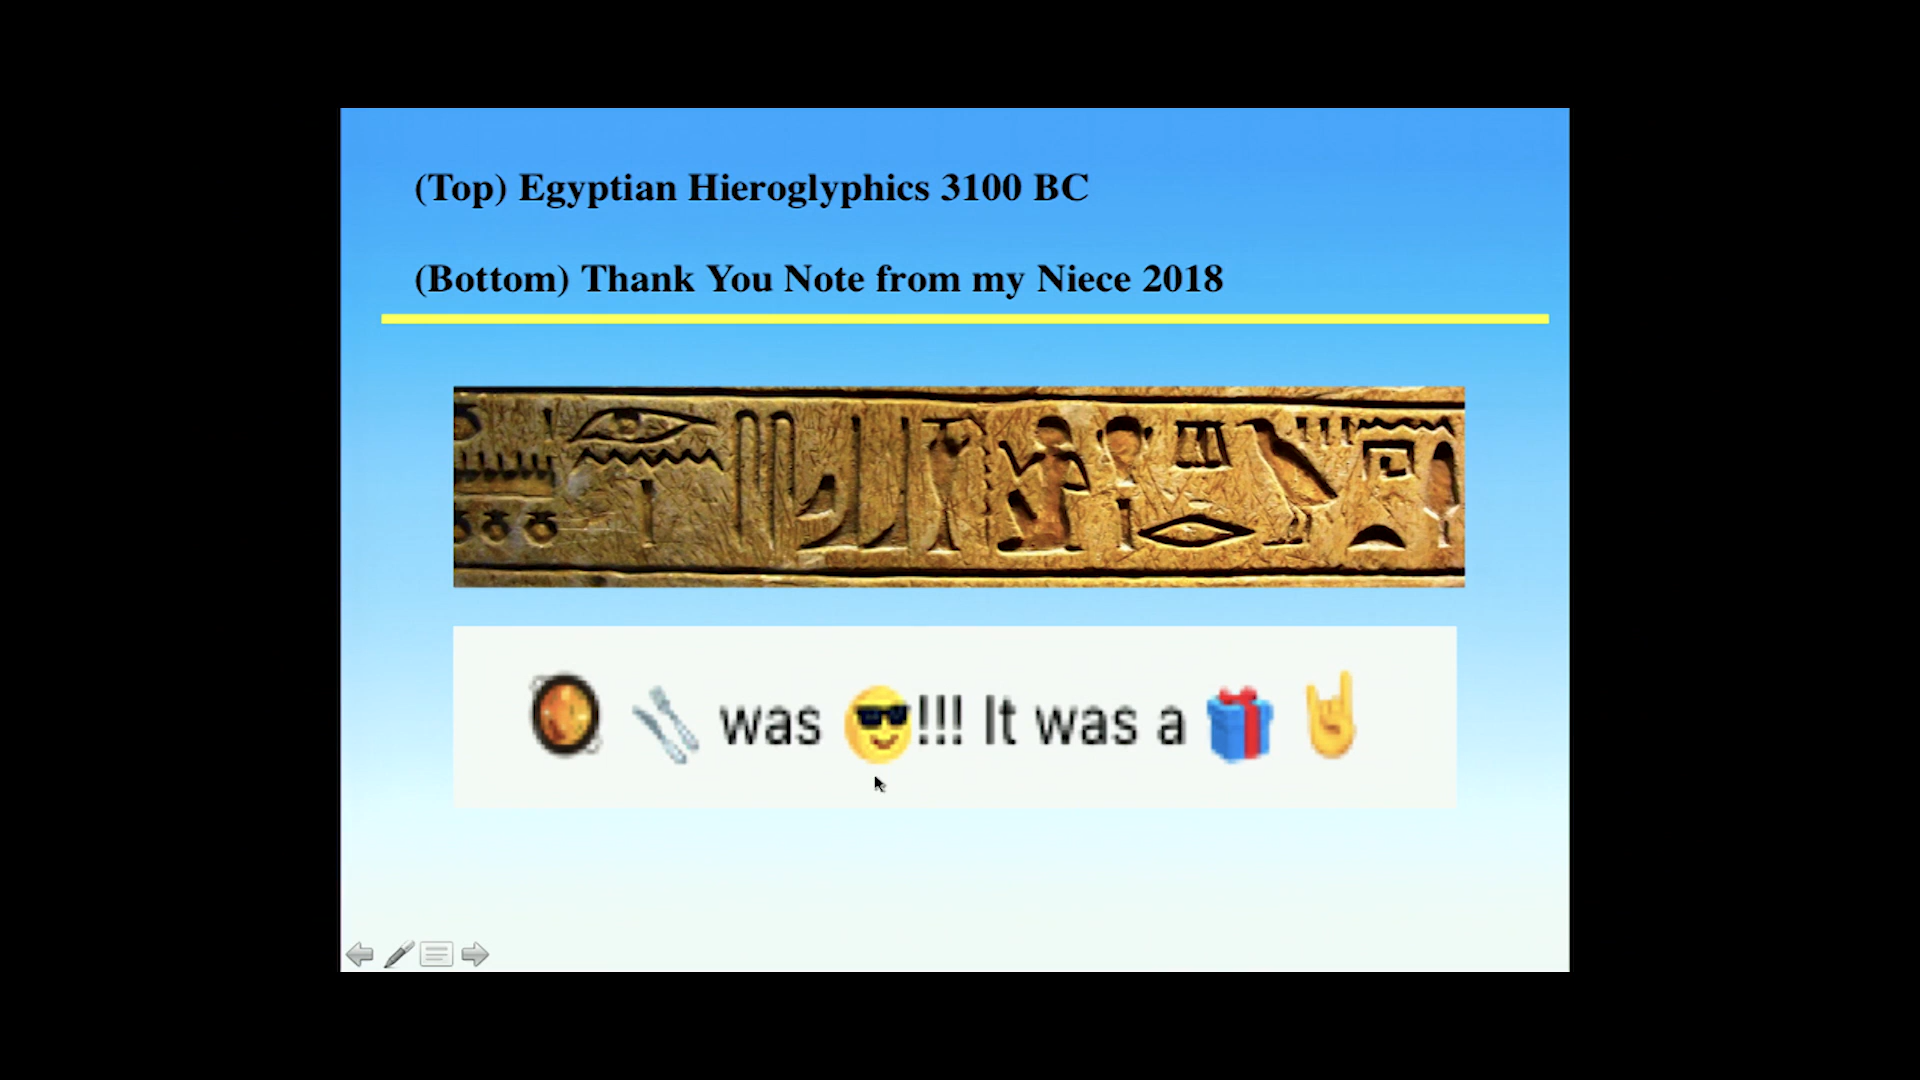 (Top) Egyptian Hieroglyphics 3100 BC
(Bottom) Thank You Note from my Niece 2018
🥘 🍴 was 😎!!! It was a 🎁 🤘